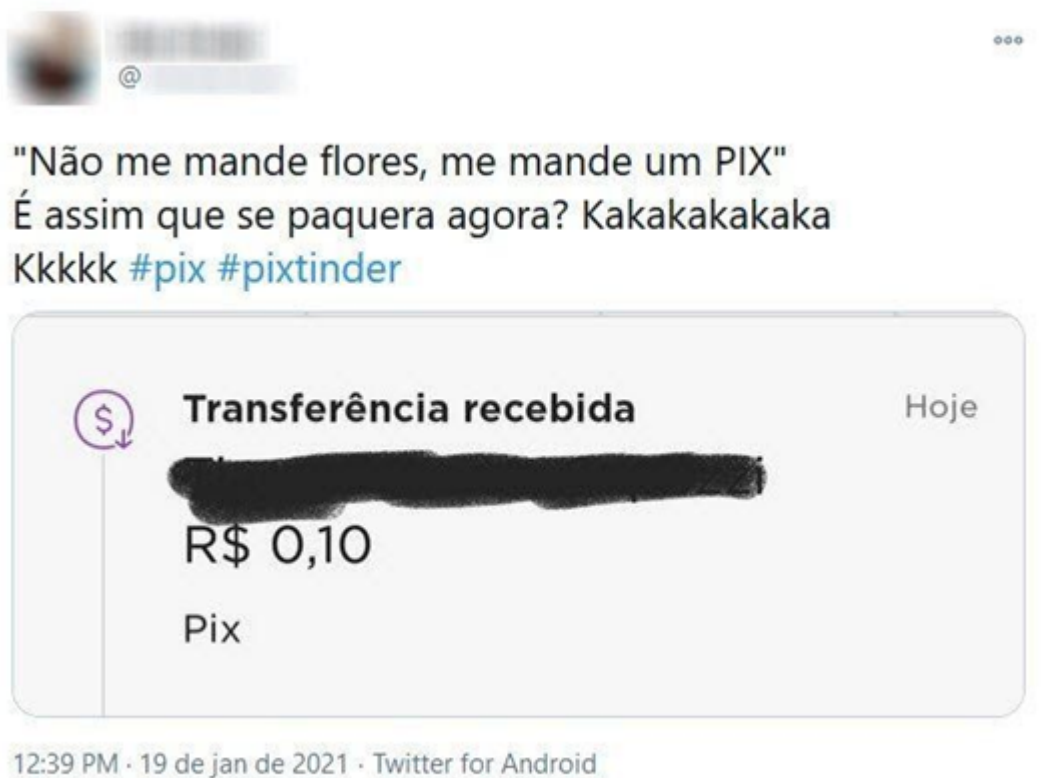 @
"Não me mande flores, me mande um PIX"
É assim que se paquera agora? Kakakakakaka
Kkkkk #pix #pixtinder
Transferência recebida
Hoje
R$ 0,10
Pix
12:39 PM · 19 de jan de 2021 · Twitter for Android